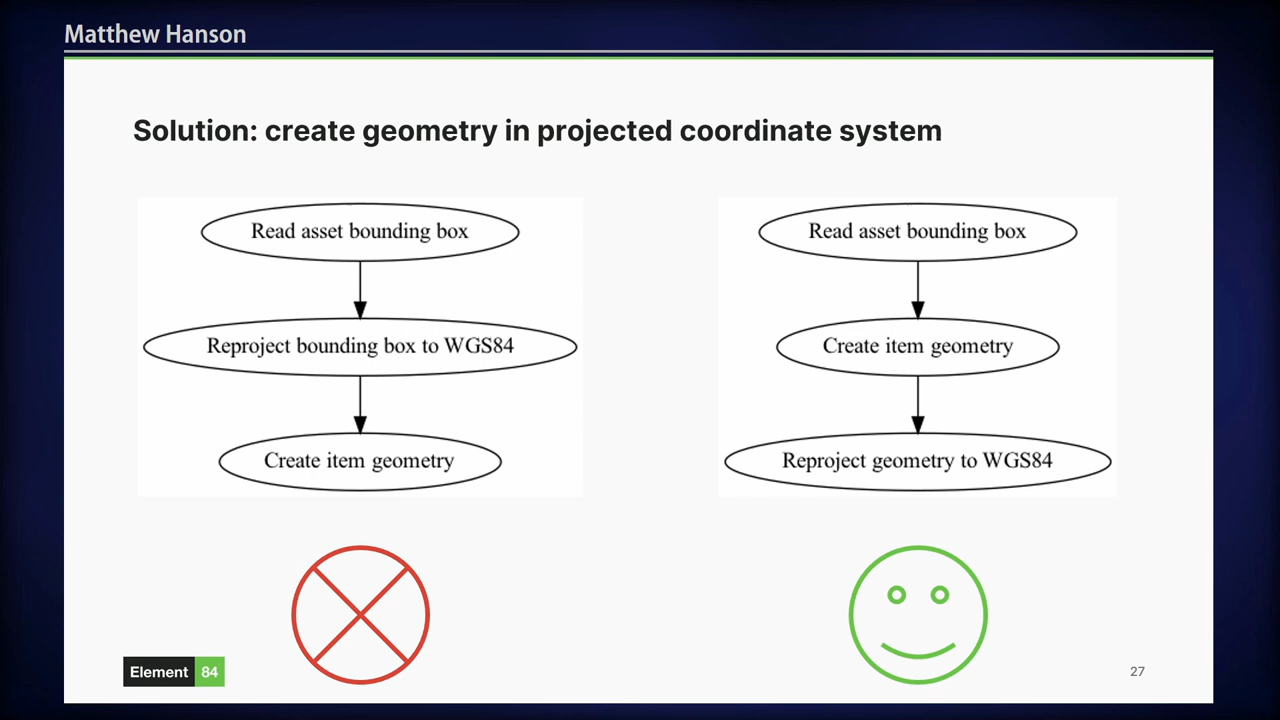 Matthew Hanson
Solution: create geometry in projected coordinate system
Read asset bounding box
Reproject bounding box to WGS84
Create item geometry
Read asset bounding box
Create item geometry
Reproject geometry to WGS84
Element 84
27